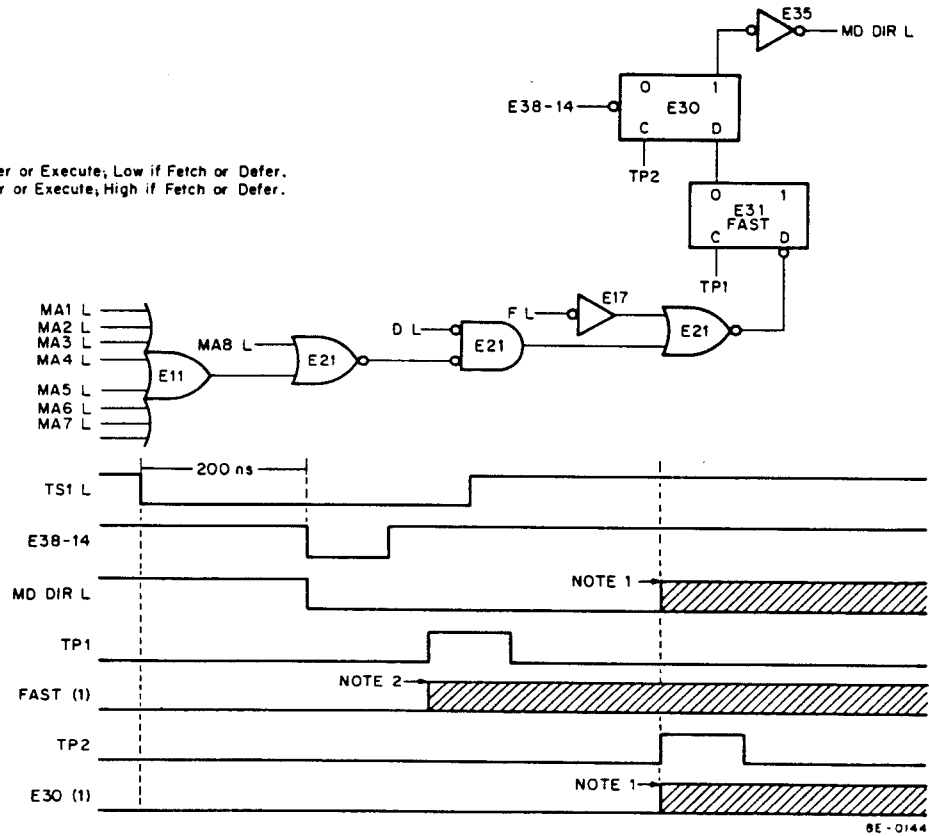 E35
MD DIR L
O 1
E38-14
E30
C D
TP2
er or Execute; Low if Fetch or Defer.
r or Execute; High if Fetch or Defer.
O 1
E31
FAST
C D
TP1
MA1 L
MA2 L
MA3 L
MA4 L
MA5 L
MA6 L
MA7 L
E11
MA8 L
E21
D L
E21
F L
E17
E21
200 ns
TS1 L
E38-14
MD DIR L
NOTE 1
TP1
NOTE 2
FAST (1)
TP2
NOTE 1
E30 (1)
8E-0144